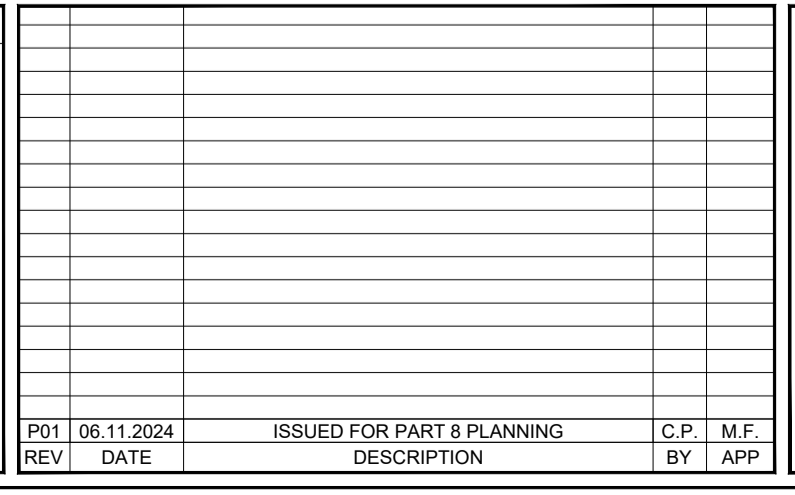 P01 06.11.2024 ISSUED FOR PART 8 PLANNING C.P. M.F.
REV DATE DESCRIPTION BY APP